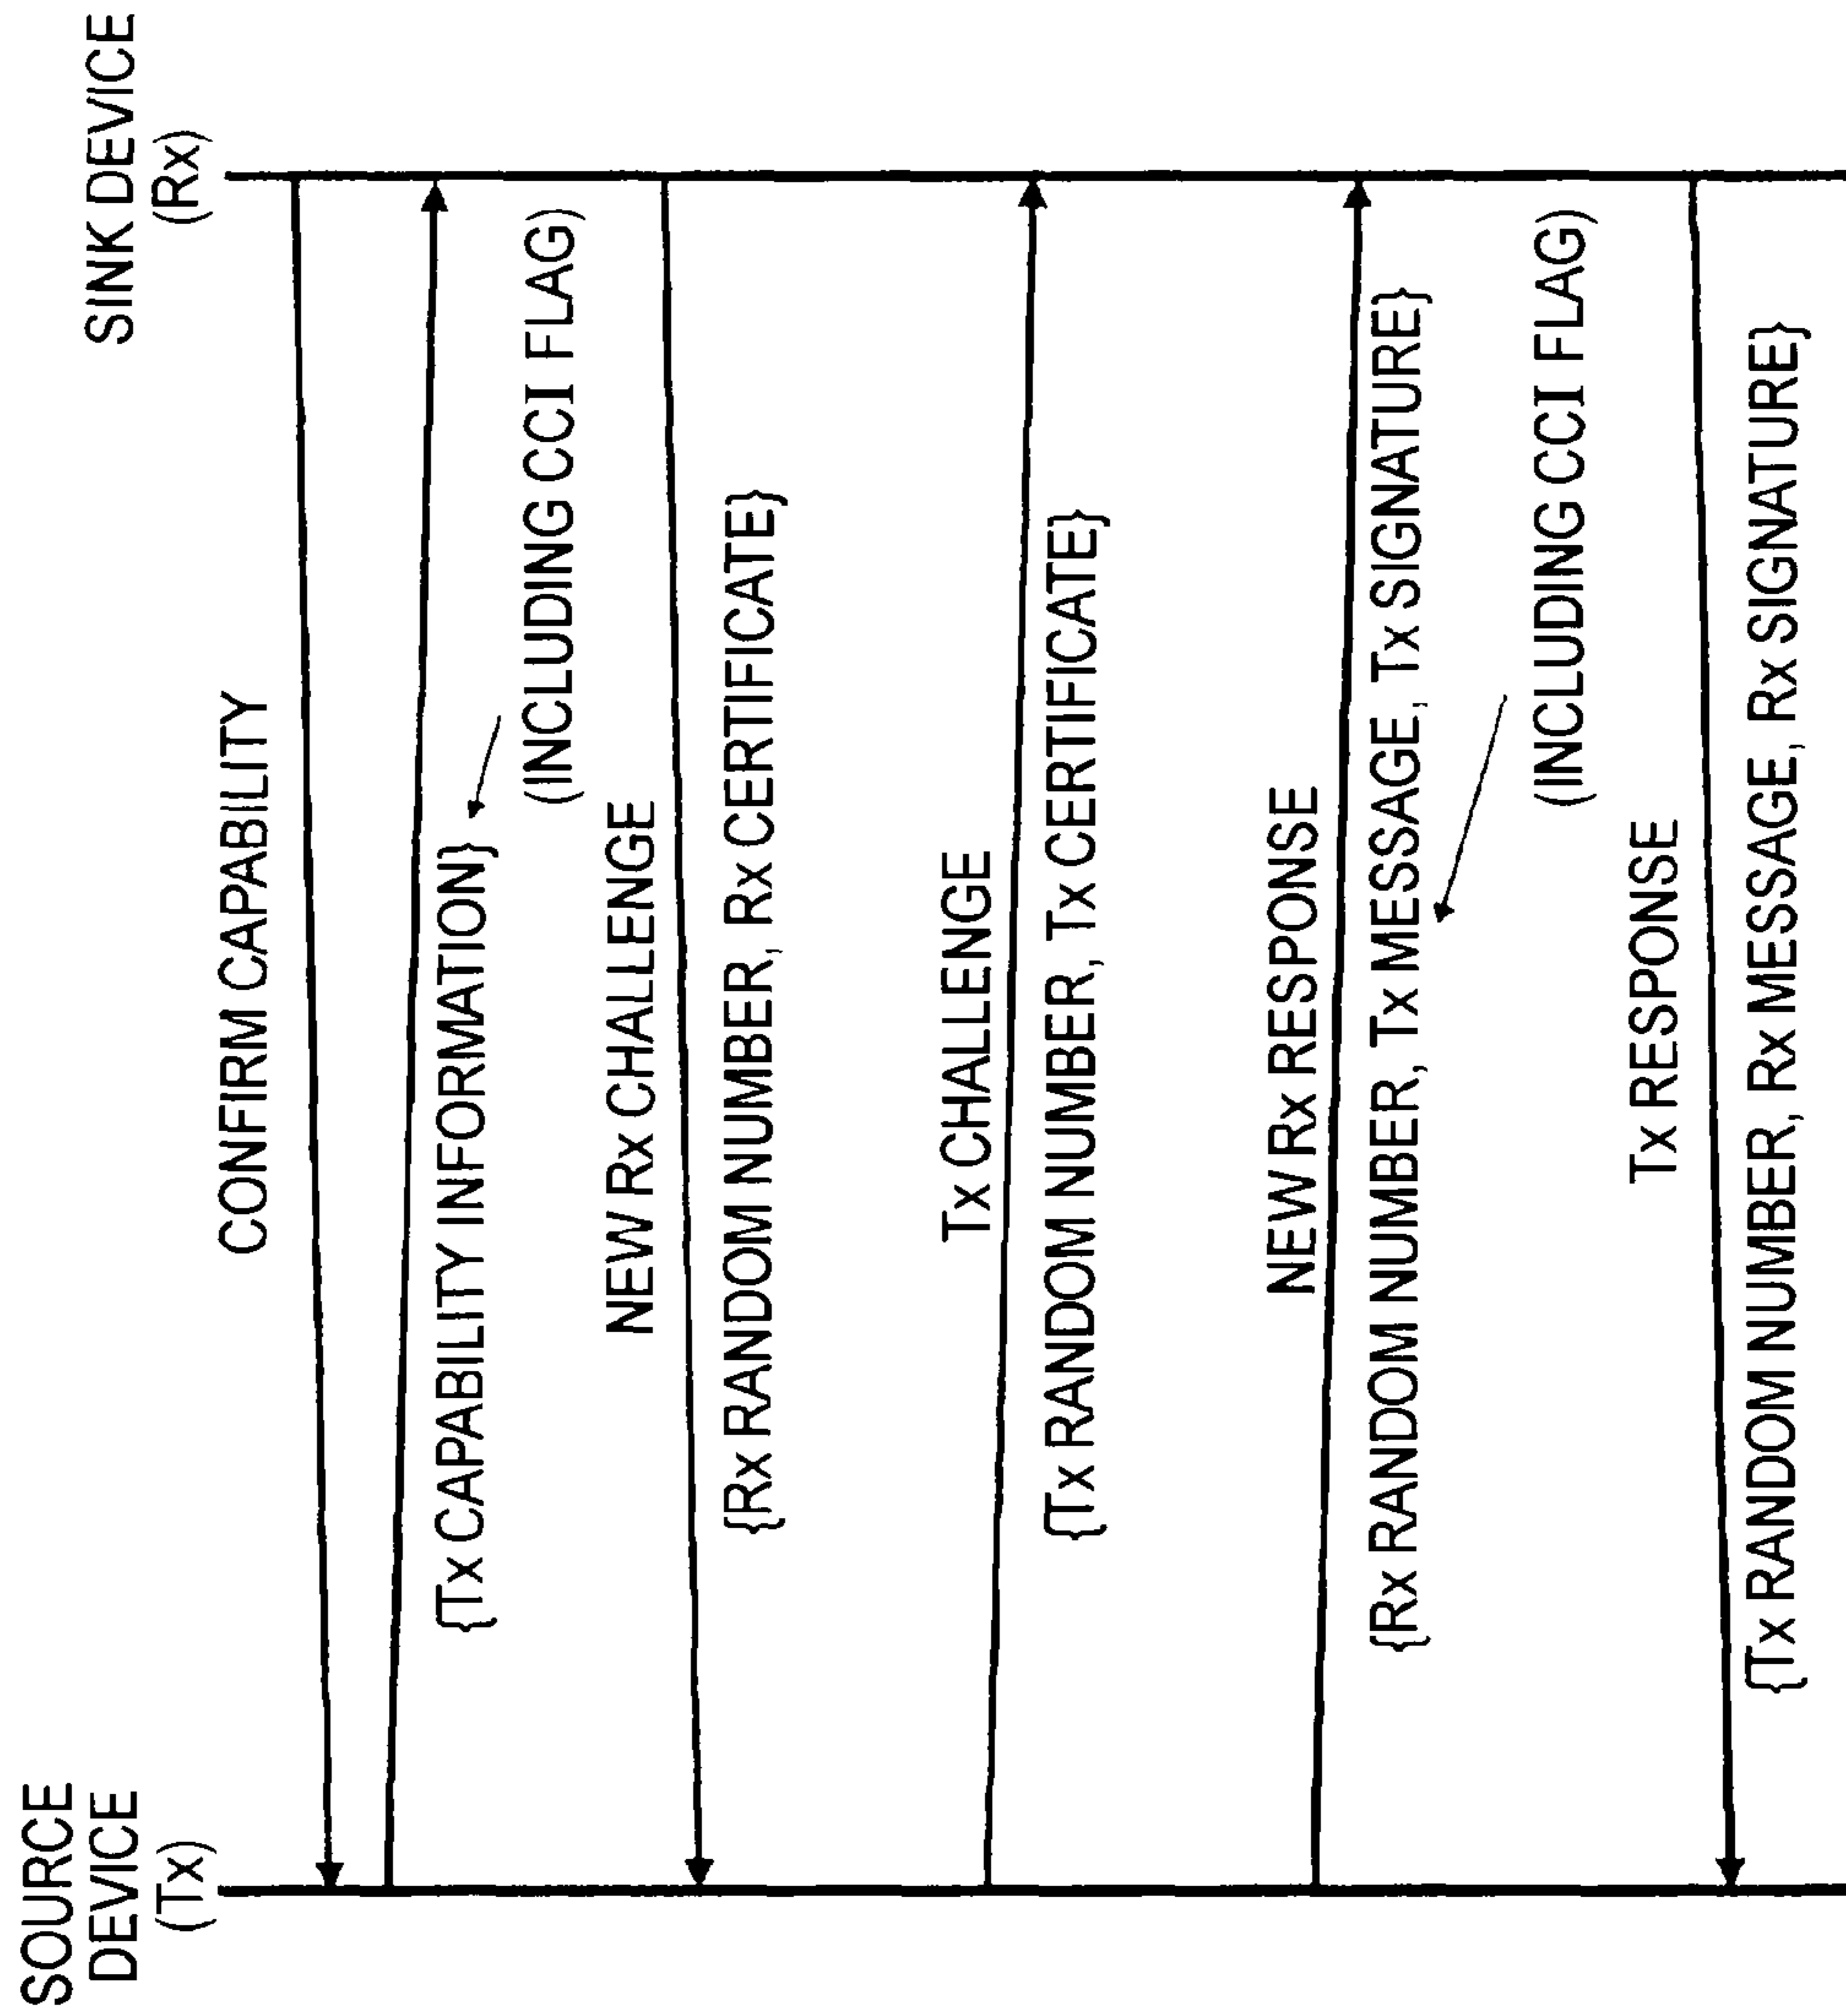 SOURCE
DEVICE
(Tx)
SINK DEVICE
(Rx)
CONFIRM CAPABILITY
{Tx CAPABILITY INFORMATION}
(INCLUDING CCI FLAG)
NEW Rx CHALLENGE
{Rx RANDOM NUMBER, Rx CERTIFICATE}
Tx CHALLENGE
{Tx RANDOM NUMBER, Tx CERTIFICATE}
NEW Rx RESPONSE
{Rx RANDOM NUMBER, Tx MESSAGE, Tx SIGNATURE}
(INCLUDING CCI FLAG)
Tx RESPONSE
{Tx RANDOM NUMBER, Rx MESSAGE, Rx SIGNATURE}